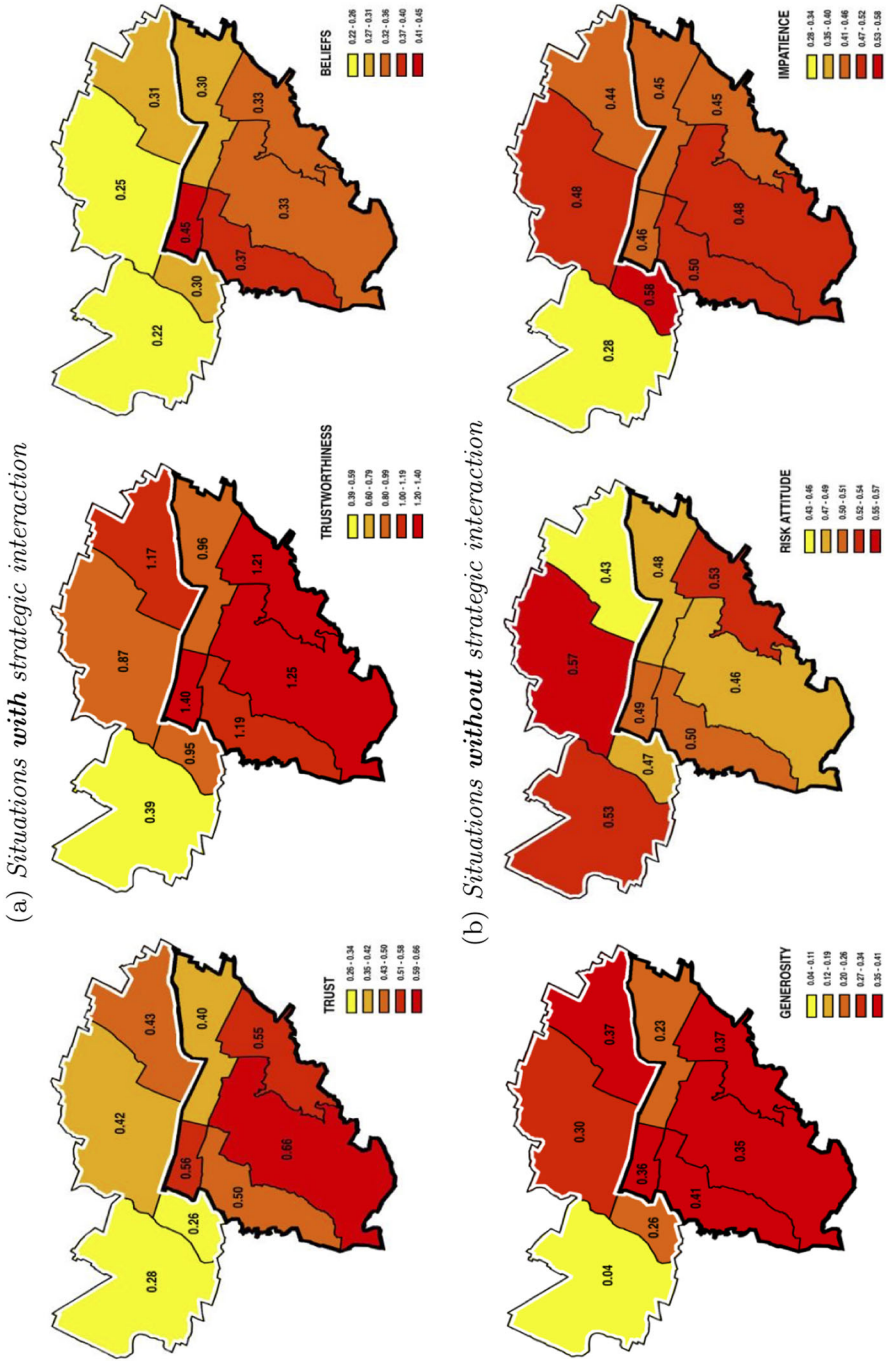 (a) Situations with strategic interaction
0.42
0.43
0.28
0.56
0.40
0.26
0.50
0.55
0.66
TRUST
0.26 - 0.34
0.35 - 0.42
0.43 - 0.50
0.51 - 0.58
0.59 - 0.66
0.87
1.17
0.39
1.40
0.96
0.95
1.19
1.21
1.25
TRUSTWORTHINESS
0.39 - 0.59
0.60 - 0.79
0.80 - 0.99
1.00 - 1.19
1.20 - 1.40
0.25
0.31
0.22
0.45
0.30
0.30
0.37
0.33
0.33
BELIEFS
0.22 - 0.26
0.27 - 0.31
0.32 - 0.36
0.37 - 0.40
0.41 - 0.45
(b) Situations without strategic interaction
0.30
0.37
0.04
0.36
0.23
0.26
0.41
0.37
0.35
GENEROSITY
0.04 - 0.11
0.12 - 0.19
0.20 - 0.26
0.27 - 0.34
0.35 - 0.41
0.57
0.43
0.53
0.49
0.48
0.47
0.50
0.53
0.46
RISK ATTITUDE
0.43 - 0.46
0.47 - 0.49
0.50 - 0.51
0.52 - 0.54
0.55 - 0.57
0.48
0.44
0.28
0.46
0.45
0.58
0.50
0.45
0.48
IMPATIENCE
0.28 - 0.34
0.35 - 0.40
0.41 - 0.46
0.47 - 0.52
0.53 - 0.58